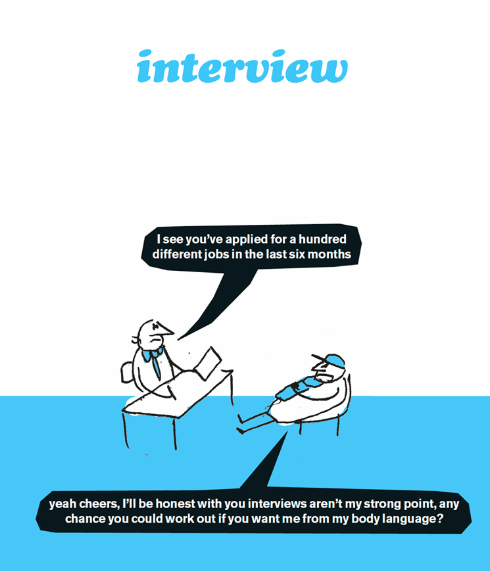 interview
I see you've applied for a hundred
different jobs in the last six months
yeah cheers, I'll be honest with you interviews aren't my strong point, any
chance you could work out if you want me from my body language?